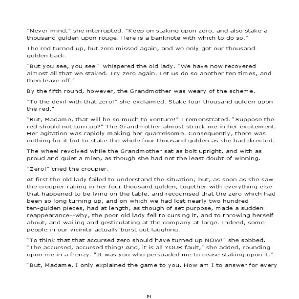 "Never mind," she interrupted. "Keep on staking upon zero, and also stake a
thousand gulden upon rouge. Here is a banknote with which to do so."
The red turned up, but zero missed again, and we only got our thousand
gulden back.
"But you see, you see" whispered the old lady. "We have now recovered
almost all that we staked. Try zero again. Let us do so another ten times, and
then leave off."
By the fifth round, however, the Grandmother was weary of the scheme.
"To the devil with that zero!" she exclaimed. Stake four thousand gulden upon
the red."
"But, Madame, that will be so much to venture!" I remonstrated. "Suppose the
red should not turn up?" The Grandmother almost struck me in her excitement.
Her agitation was rapidly making her quarrelsome. Consequently, there was
nothing for it but to stake the whole four thousand gulden as she had directed.
The wheel revolved while the Grandmother sat as bolt upright, and with as
proud and quiet a mien, as though she had not the least doubt of winning.
"Zero!" cried the croupier.
At first the old lady failed to understand the situation; but, as soon as she saw
the croupier raking in her four thousand gulden, together with everything else
that happened to be lying on the table, and recognised that the zero which had
been so long turning up, and on which we had lost nearly two hundred
ten-gulden pieces, had at length, as though of set purpose, made a sudden
reappearance—why, the poor old lady fell to cursing it, and to throwing herself
about, and wailing and gesticulating at the company at large. Indeed, some
people in our vicinity actually burst out laughing.
"To think that that accursed zero should have turned up NOW!" she sobbed.
"The accursed, accursed thing! And, it is all YOUR fault," she added, rounding
upon me in a frenzy. "It was you who persuaded me to cease staking upon it."
"But, Madame, I only explained the game to you. How am I to answer for every